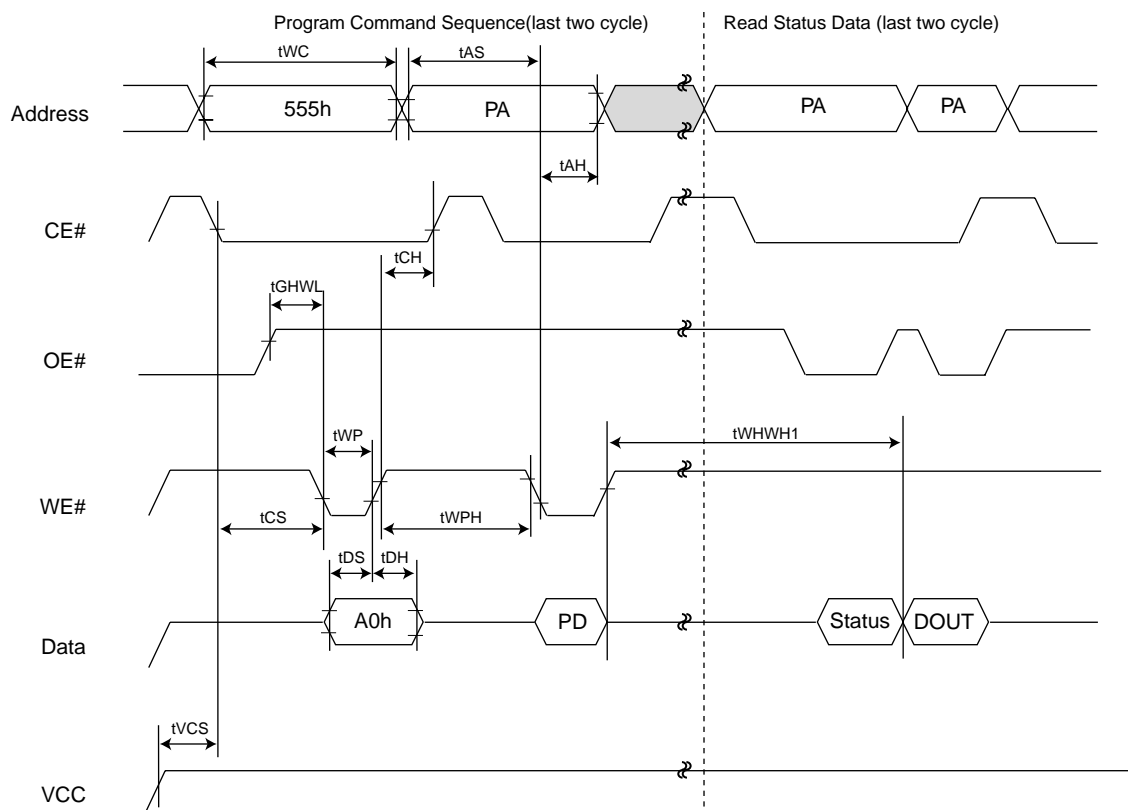 Program Command Sequence(last two cycle) Read Status Data (last two cycle)
tWC tAS
Address 555h PA PA PA
tAH
CE#
tCH
tGHWL
OE#
tWP tWHWH1
WE#
tCS tWPH
tDS tDH
Data A0h PD Status DOUT
tVCS
VCC